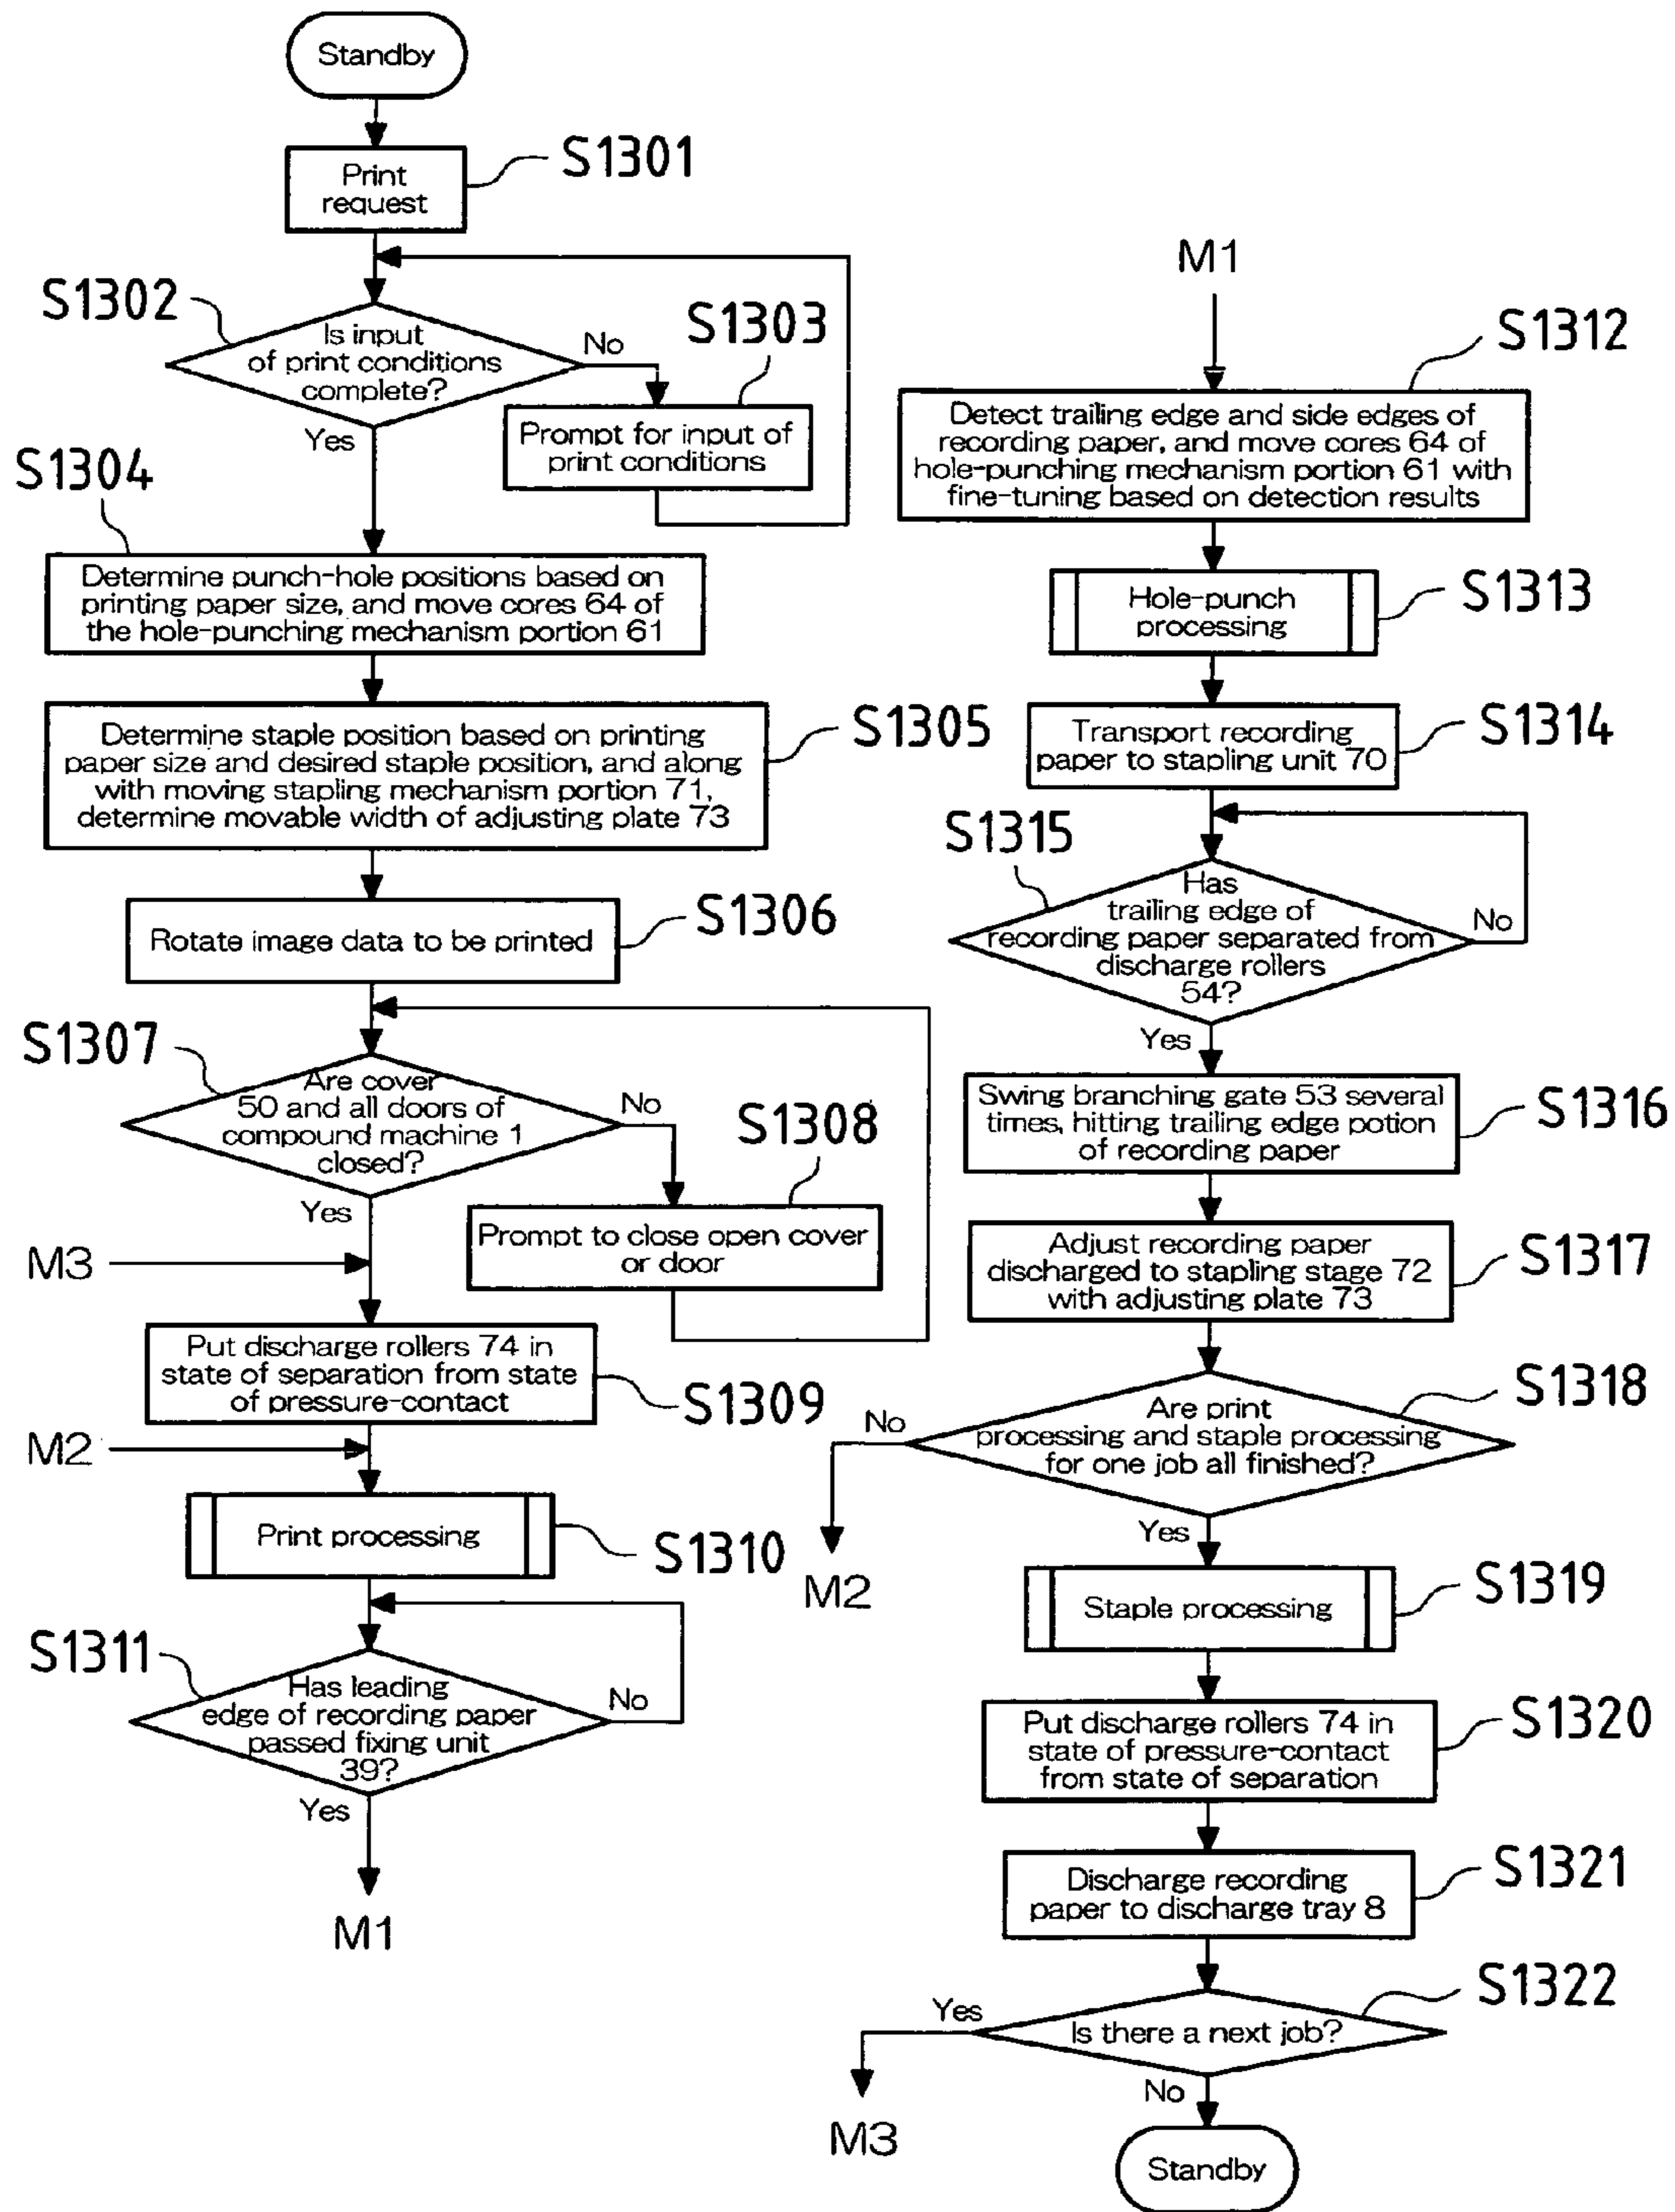 Standby
S1301
Print
request
S1302
Is input
of print conditions
complete?
No
Yes
S1303
Prompt for input of
print conditions
S1304
Determine punch-hole positions based on
printing paper size, and move cores 64 of
the hole-punching mechanism portion 61
S1305
Determine staple position based on printing
paper size and desired staple position, and along
with moving stapling mechanism portion 71,
determine movable width of adjusting plate 73
S1306
Rotate image data to be printed
S1307
Are cover
50 and all doors of
compound machine 1
closed?
No
Yes
S1308
Prompt to close open cover
or door
M3
Put discharge rollers 74 in
state of separation from state
of pressure-contact
S1309
M2
Print processing
S1310
S1311
Has leading
edge of recording paper
passed fixing unit
39?
No
Yes
M1
M1
S1312
Detect trailing edge and side edges of
recording paper, and move cores 64 of
hole-punching mechanism portion 61 with
fine-tuning based on detection results
Hole-punch
processing
S1313
Transport recording
paper to stapling unit 70
S1314
S1315
Has
trailing edge of
recording paper separated from
discharge rollers
54?
No
Yes
Swing branching gate 53 several
times, hitting trailing edge potion
of recording paper
S1316
Adjust recording paper
discharged to stapling stage 72
with adjusting plate 73
S1317
S1318
Are print
processing and staple processing
for one job all finished?
No
M2
Yes
Staple processing
S1319
Put discharge rollers 74 in
state of pressure-contact
from state of separation
S1320
Discharge recording
paper to discharge tray 8
S1321
S1322
Is there a next job?
Yes
M3
No
Standby